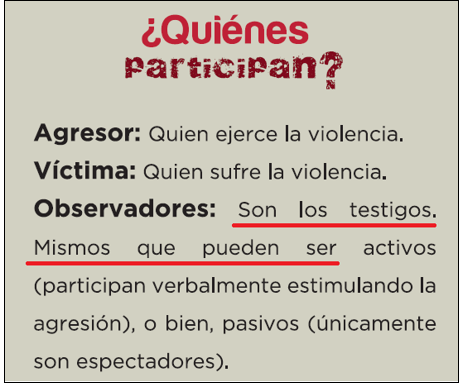 ¿Quiénes
participan?
Agresor: Quien ejerce la violencia.
Víctima: Quien sufre la violencia.
Observadores: Son los testigos.
Mismos que pueden ser activos
(participan verbalmente estimulando la
agresión), o bien, pasivos (únicamente
son espectadores).